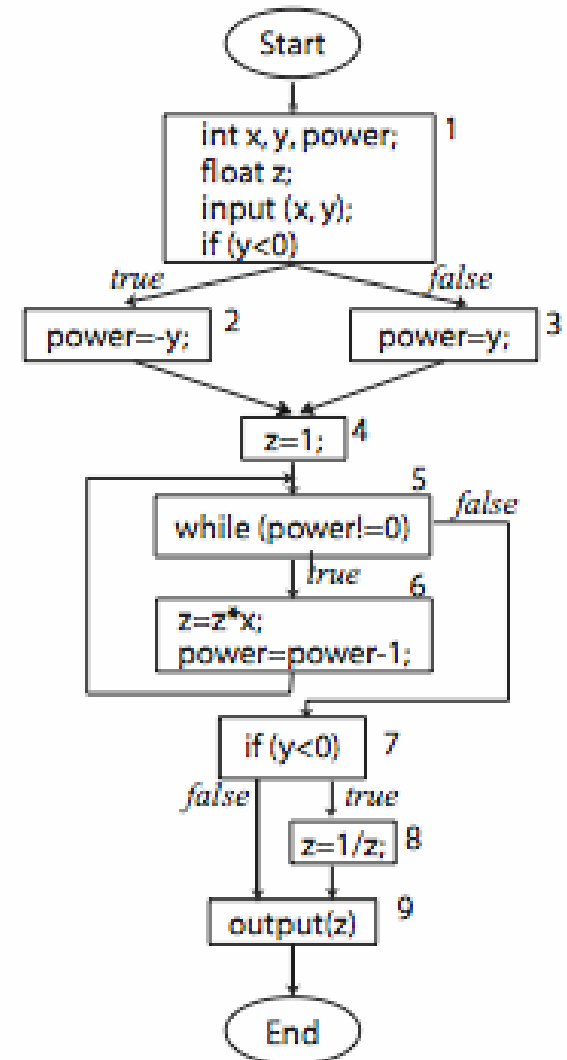 Start
int x, y, power; 1
float z;
input (x, y);
if (y<0)
true false
power=-y; 2 power=y; 3
z=1; 4
5
while (power!=0) false
true
6
z=z*x;
power=power-1;
if (y<0) 7
false true
z=1/z; 8
output(z) 9
End